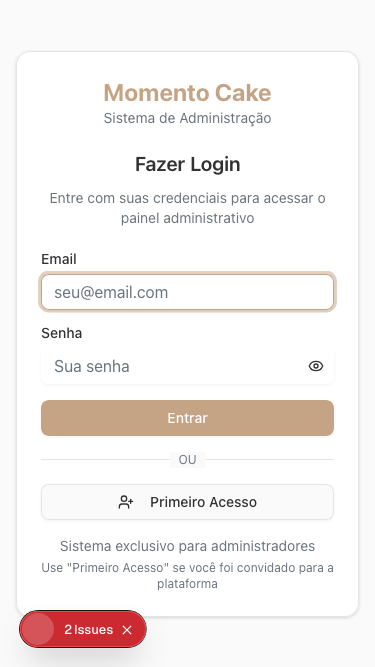 Momento Cake
Sistema de Administração
Fazer Login
Entre com suas credenciais para acessar o
painel administrativo
Email
seu@email.com
Senha
Sua senha
Entrar
OU
Primeiro Acesso
Sistema exclusivo para administradores
Use "Primeiro Acesso" se você foi convidado para a
plataforma
2 Issues